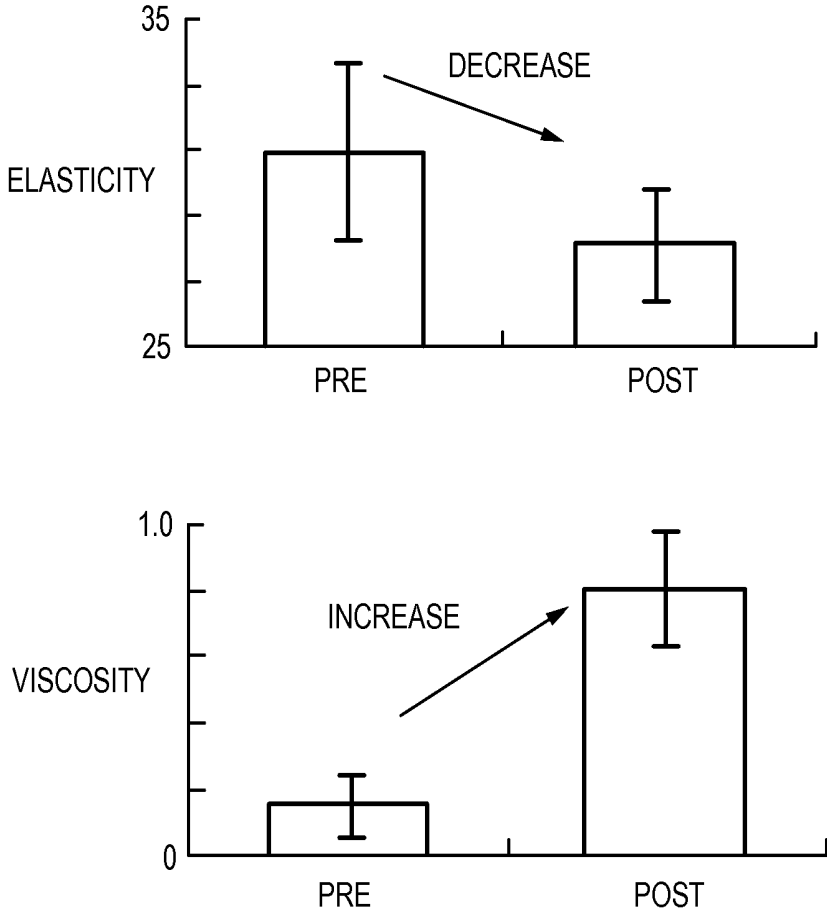 35
DECREASE
ELASTICITY
25
PRE POST
1.0
INCREASE
VISCOSITY
0
PRE POST